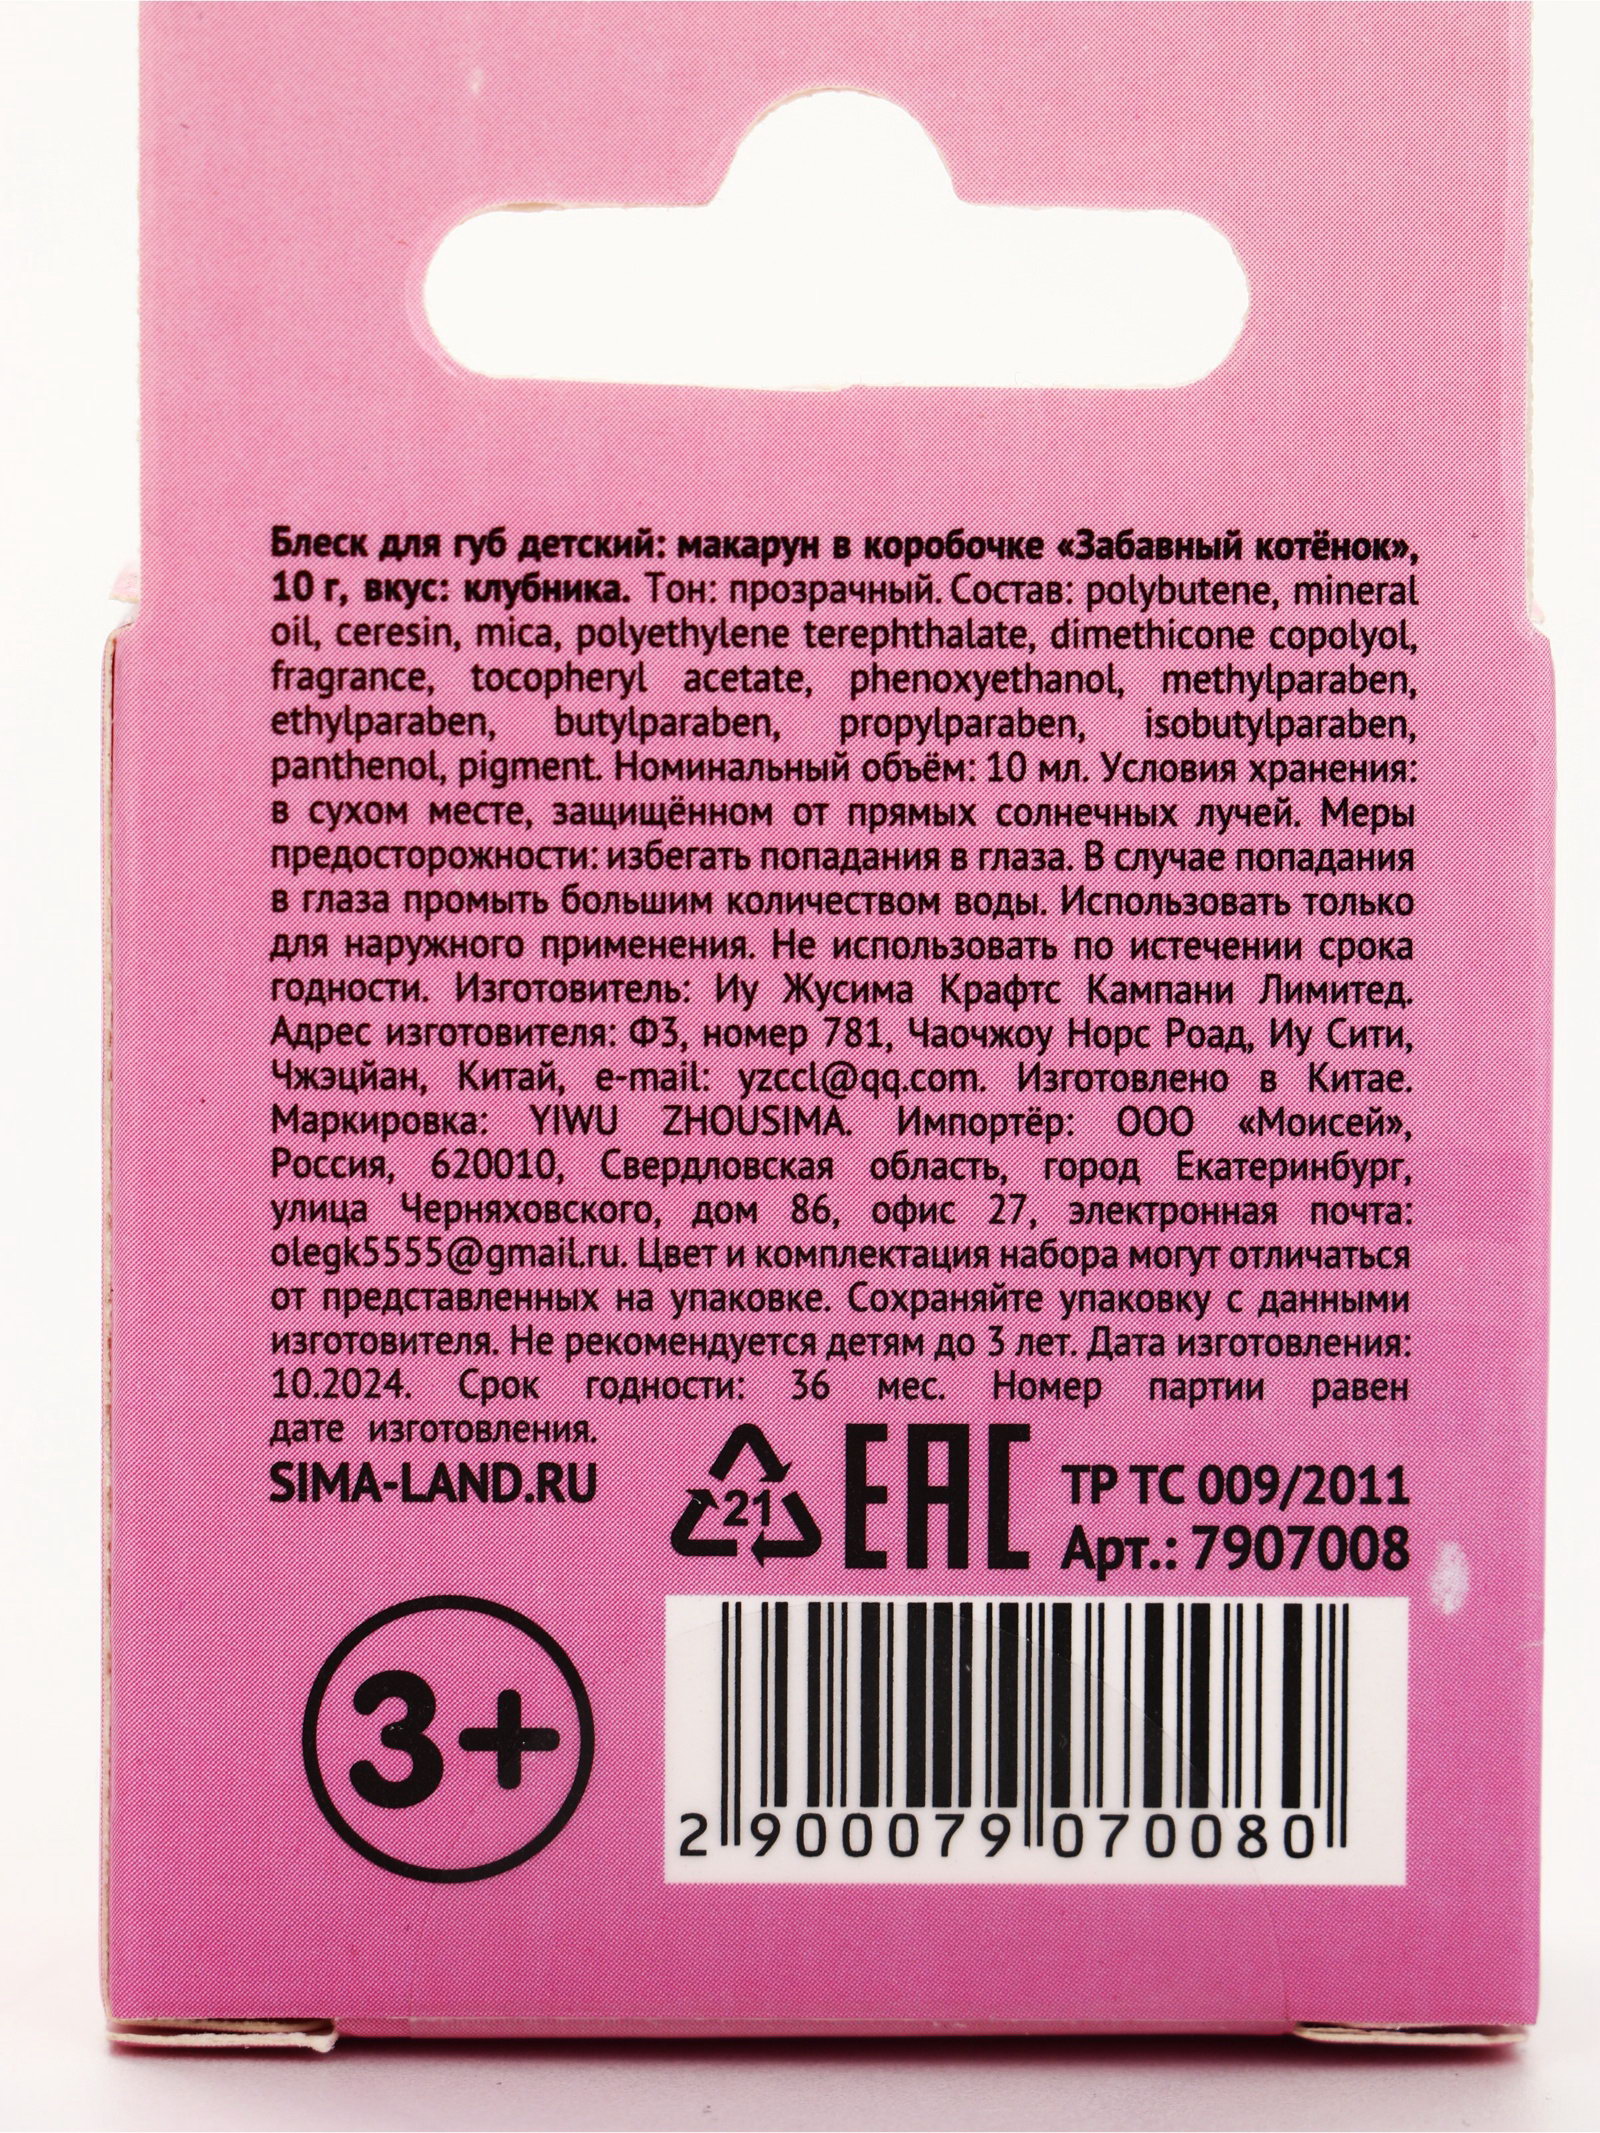 Блеск для губ детский: макарун в коробочке «Забавный котёнок»,
10 г, вкус: клубника. Тон: прозрачный. Состав: polybutene, mineral
oil, ceresin, mica, polyethylene terephthalate, dimethicone copolyol,
fragrance, tocopheryl acetate, phenoxyethanol, methylparaben,
ethylparaben, butylparaben, propylparaben, isobutylparaben,
panthenol, pigment. Номинальный объём: 10 мл. Условия хранения:
в сухом месте, защищённом от прямых солнечных лучей. Меры
предосторожности: избегать попадания в глаза. В случае попадания
в глаза промыть большим количеством воды. Использовать только
для наружного применения. Не использовать по истечении срока
годности. Изготовитель: Иу Жусима Крафтс Кампани Лимитед.
Адрес изготовителя: Ф3, номер 781, Чаочжоу Норс Роад, Иу Сити,
Чжэцйан, Китай, e-mail: yzccl@qq.com. Изготовлено в Китае.
Маркировка: YIWU ZHOUSIMA. Импортёр: ООО «Моисей»,
Россия, 620010, Свердловская область, город Екатеринбург,
улица Черняховского, дом 86, офис 27, электронная почта:
olegk5555@gmail.ru. Цвет и комплектация набора могут отличаться
от представленных на упаковке. Сохраняйте упаковку с данными
изготовителя. Не рекомендуется детям до 3 лет. Дата изготовления:
10.2024. Срок годности: 36 мес. Номер партии равен
дате изготовления.
SIMA-LAND.RU
21
EAC
ТР ТС 009/2011
Арт.: 7907008
3+
2 900079 070080